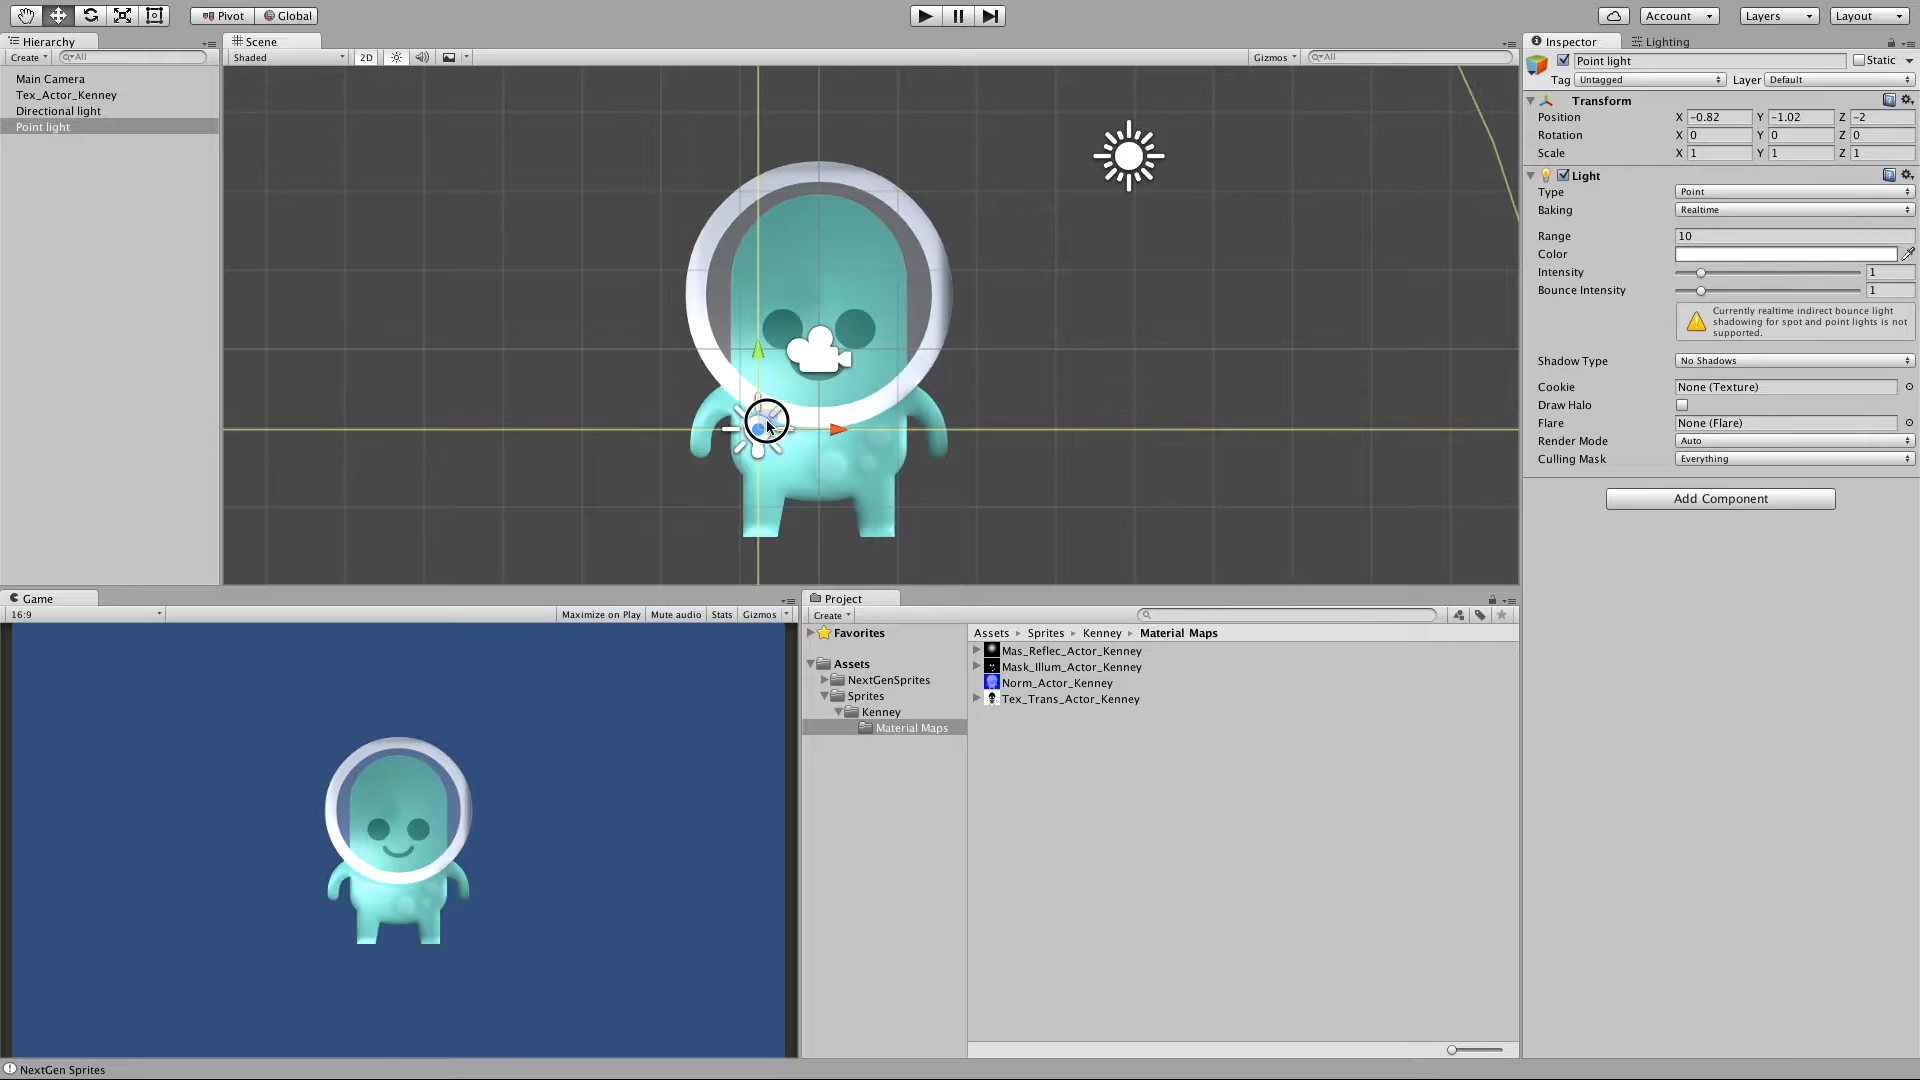 Pivot Global Account Layers Layout
Hierarchy
Create All
Main Camera
Tex_Actor_Kenney
Directional light
Point light
Scene
Shaded 2D Gizmos All
Inspector Lighting
Point light Static
Tag Untagged Layer Default
Transform
Position X -0.82 Y -1.02 Z -2
Rotation X 0 Y 0 Z 0
Scale X 1 Y 1 Z 1
Light
Type Point
Baking Realtime
Range 10
Color
Intensity 1
Bounce Intensity 1
Currently realtime indirect bounce light
shadowing for spot and point lights is not
supported.
Shadow Type No Shadows
Cookie None (Texture)
Draw Halo
Flare None (Flare)
Render Mode Auto
Culling Mask Everything
Add Component
Game
16:9 Maximize on Play Mute audio Stats Gizmos
Project
Create
Favorites
Assets
NextGenSprites
Sprites
Kenney
Material Maps
Assets Sprites Kenney Material Maps
Mas_Reflec_Actor_Kenney
Mask_Illum_Actor_Kenney
Norm_Actor_Kenney
Tex_Trans_Actor_Kenney
NextGen Sprites